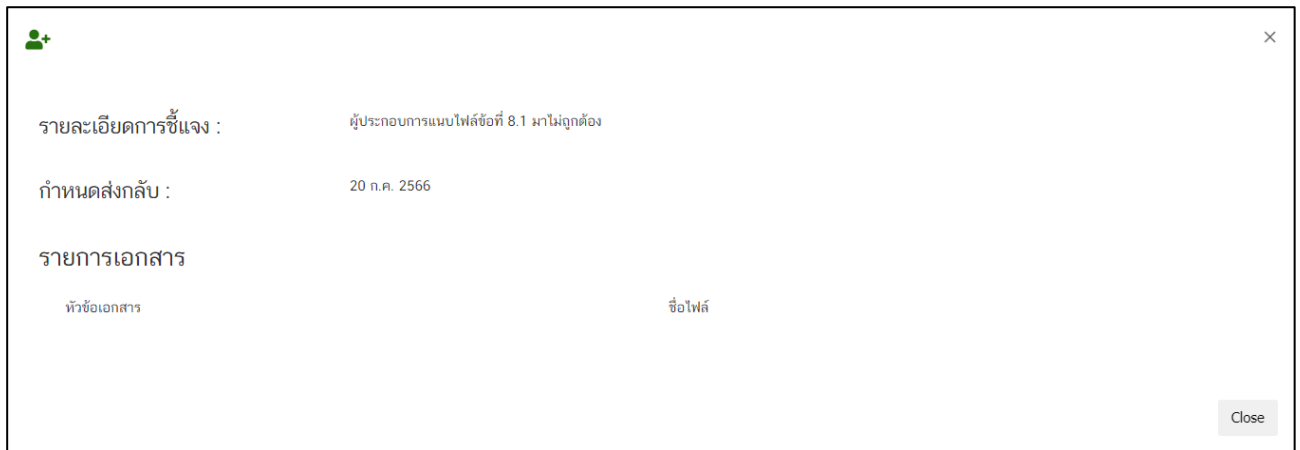 รายละเอียดการชี้แจง : ผู้ประกอบการแนบไฟล์ข้อที่ 8.1 มาไม่ถูกต้อง
กำหนดส่งกลับ : 20 ก.ค. 2566
รายการเอกสาร
หัวข้อเอกสาร ชื่อไฟล์
Close